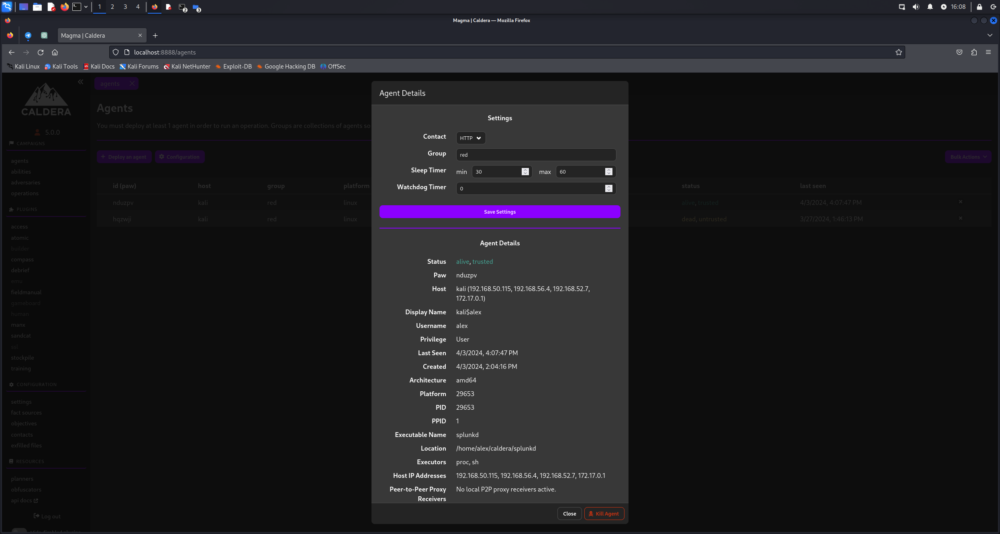 1 2 3 4 2 3 16:08
Magma | Caldera — Mozilla Firefox
Magma | Caldera
localhost:8888/agents
Kali Linux Kali Tools Kali Docs Kali Forums Kali NetHunter Exploit-DB Google Hacking DB OffSec
CALDERA
5.0.0
CAMPAIGNS
agents
abilities
adversaries
operations
PLUGINS
access
atomic
builder
compass
debrief
emu
fieldmanual
gameboard
human
manx
sandcat
ssl
stockpile
training
CONFIGURATION
settings
fact sources
objectives
contacts
exfilled files
RESOURCES
planners
obfuscators
api docs
Log out
agents
Agents
You must deploy at least 1 agent in order to run an operation. Groups are collections of agents so
+ Deploy an agent Configuration Bulk Actions
id (paw) host group platform status last seen
nduzpv kali red linux alive, trusted 4/3/2024, 4:07:47 PM
hqzwji kali red linux dead, untrusted 3/27/2024, 1:46:13 PM
Agent Details
Settings
Contact HTTP
Group red
Sleep Timer min 30 max 60
Watchdog Timer 0
Save Settings
Agent Details
Status alive, trusted
Paw nduzpv
Host kali (192.168.50.115, 192.168.56.4, 192.168.52.7,
172.17.0.1)
Display Name kali$alex
Username alex
Privilege User
Last Seen 4/3/2024, 4:07:47 PM
Created 4/3/2024, 2:04:16 PM
Architecture amd64
Platform 29653
PID 29653
PPID 1
Executable Name splunkd
Location /home/alex/caldera/splunkd
Executors proc, sh
Host IP Addresses 192.168.50.115, 192.168.56.4, 192.168.52.7, 172.17.0.1
Peer-to-Peer Proxy No local P2P proxy receivers active.
Receivers
Close Kill Agent